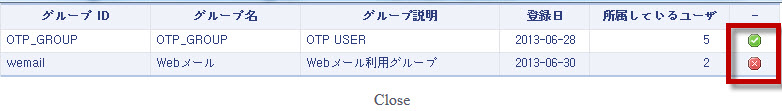 グループ ID グループ名 グループ説明 登録日 所属しているユーザ –
OTP_GROUP OTP_GROUP OTP USER 2013-06-28 5
wemail Webメール Webメール利用グループ 2013-06-30 2
Close